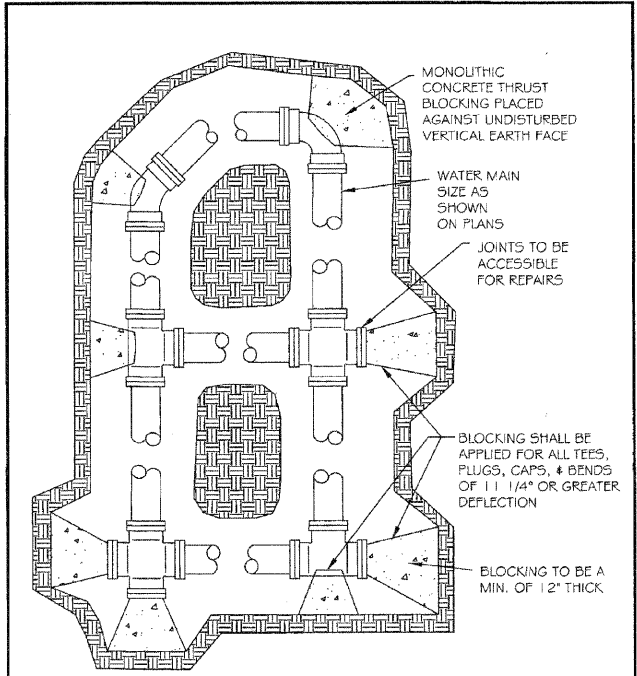 MONOLITHIC
CONCRETE THRUST
BLOCKING PLACED
AGAINST UNDISTURBED
VERTICAL EARTH FACE
WATER MAIN
SIZE AS
SHOWN
ON PLANS
JOINTS TO BE
ACCESSIBLE
FOR REPAIRS
BLOCKING SHALL BE
APPLIED FOR ALL TEES,
PLUGS, CAPS, & BENDS
OF 11 1/4° OR GREATER
DEFLECTION
BLOCKING TO BE A
MIN. OF 12" THICK